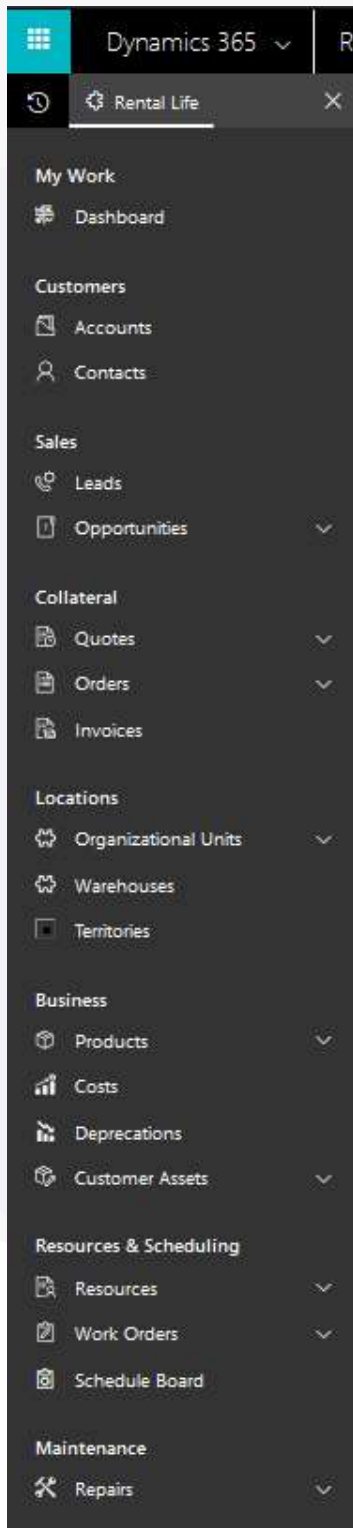 Dynamics 365 R
Rental Life
My Work
Dashboard
Customers
Accounts
Contacts
Sales
Leads
Opportunities
Collateral
Quotes
Orders
Invoices
Locations
Organizational Units
Warehouses
Territories
Business
Products
Costs
Deprecations
Customer Assets
Resources & Scheduling
Resources
Work Orders
Schedule Board
Maintenance
Repairs